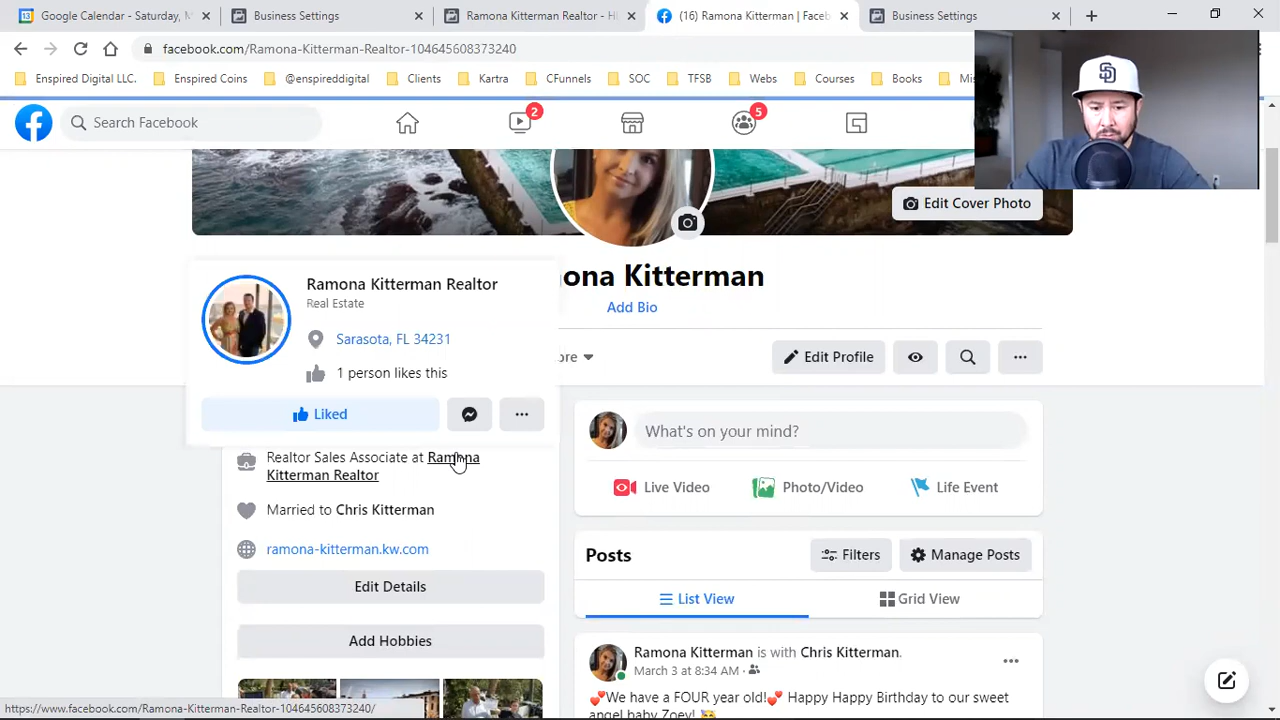 Google Calendar - Saturday, M
Business Settings
Ramona Kitterman Realtor - H
(16) Ramona Kitterman | Faceb
Business Settings
facebook.com/Ramona-Kitterman-Realtor-104645608373240
Enspired Digital LLC.
Enspired Coins
@enspireddigital
Clients
Kartra
CFunnels
SOC
TFSB
Webs
Courses
Books
Mis
Search Facebook
2
5
SD
Edit Cover Photo
ona Kitterman
Add Bio
ore
Edit Profile
Ramona Kitterman Realtor
Real Estate
Sarasota, FL 34231
1 person likes this
Liked
Realtor Sales Associate at Ramona
Kitterman Realtor
Married to Chris Kitterman
ramona-kitterman.kw.com
Edit Details
Add Hobbies
What's on your mind?
Live Video
Photo/Video
Life Event
Posts
Filters
Manage Posts
List View
Grid View
Ramona Kitterman is with Chris Kitterman.
March 3 at 8:34 AM ·
💕We have a FOUR year old!💕 Happy Happy Birthday to our sweet
angel baby Zoey! 🥳
https://www.facebook.com/Ramona-Kitterman-Realtor-104645608373240/